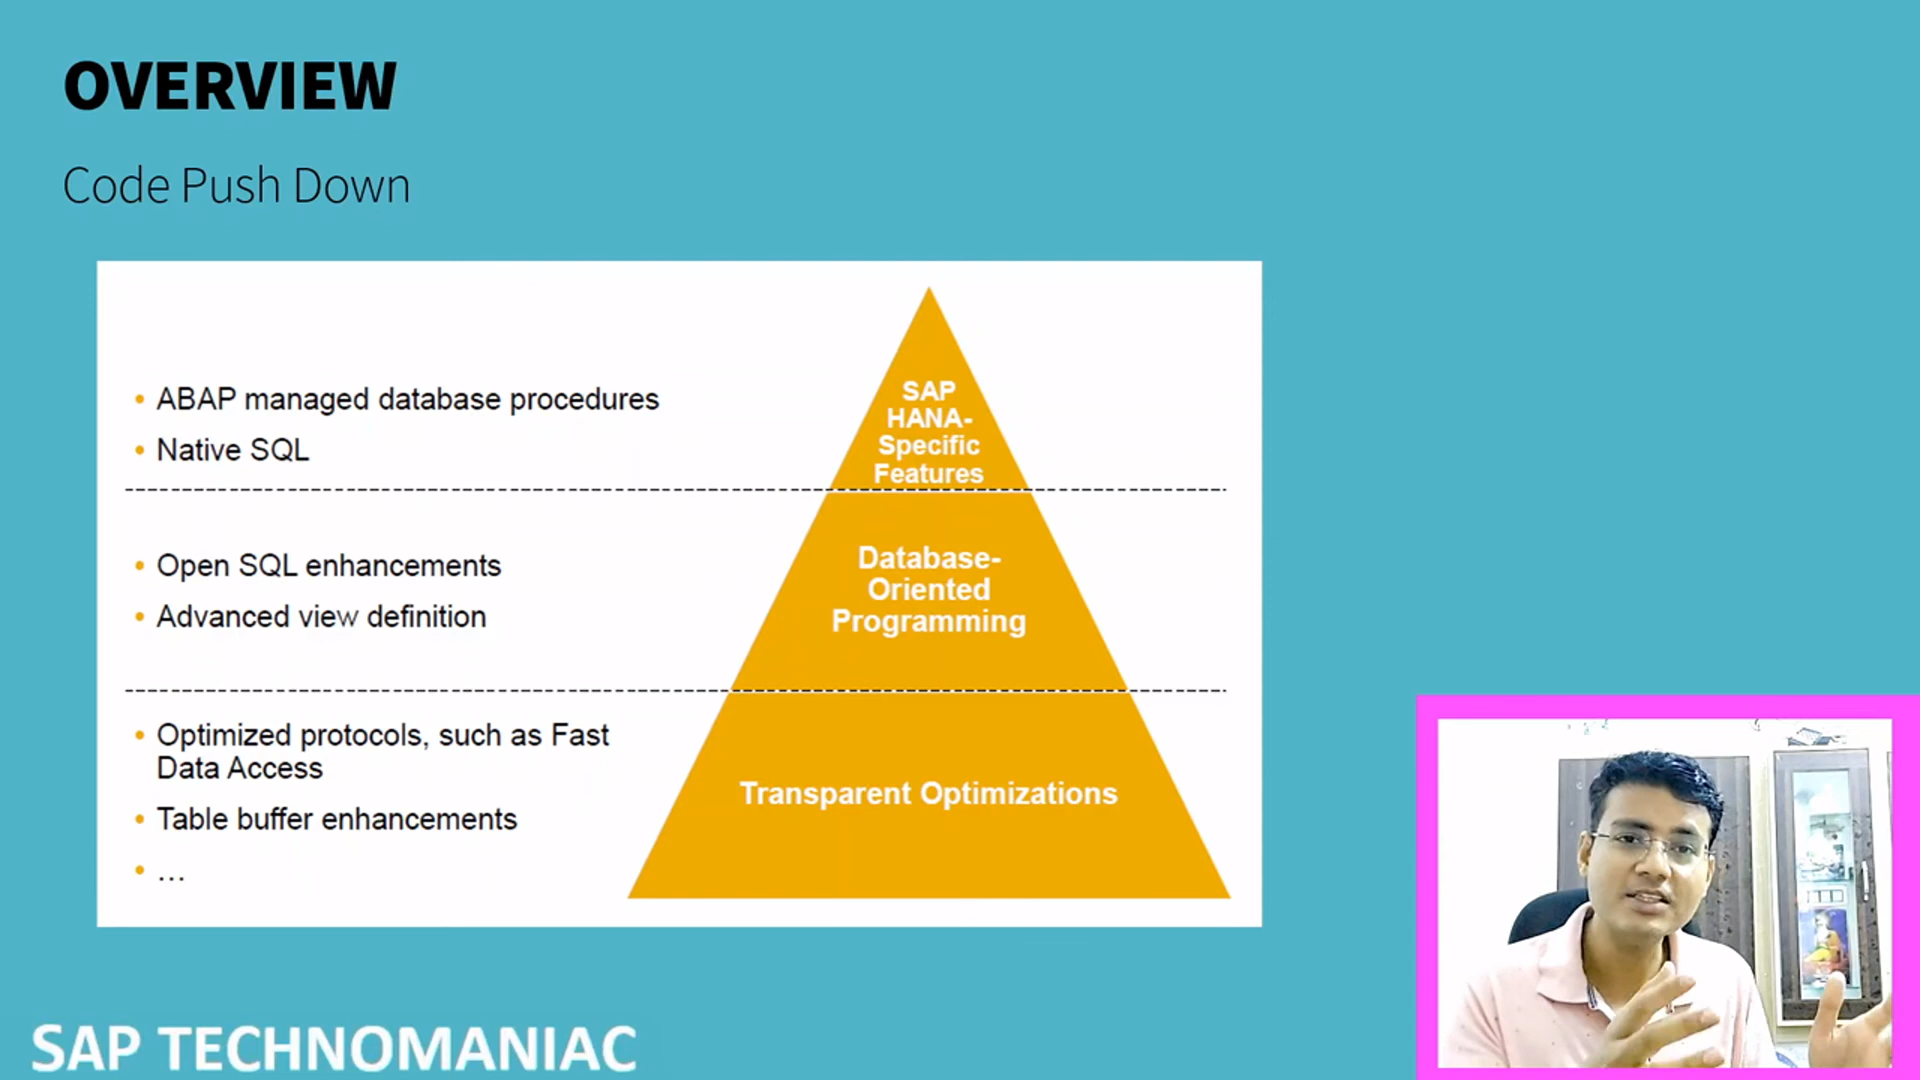 OVERVIEW
Code Push Down
• ABAP managed database procedures
• Native SQL
SAP
HANA-
Specific
Features
• Open SQL enhancements
• Advanced view definition
Database-
Oriented
Programming
• Optimized protocols, such as Fast
Data Access
• Table buffer enhancements
• ...
Transparent Optimizations
SAP TECHNOMANIAC